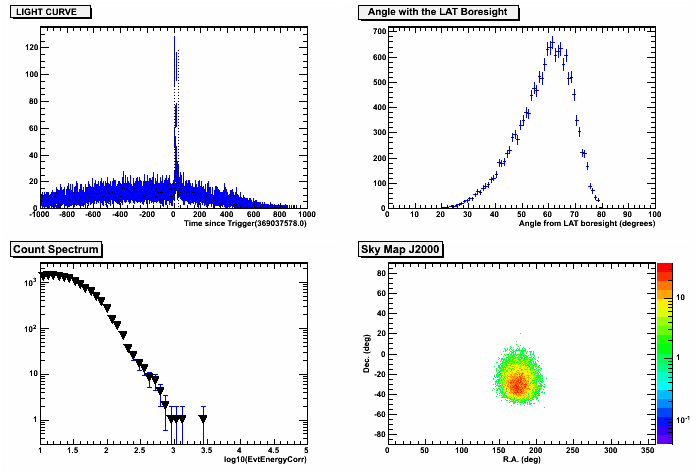 LIGHT CURVE
120
100
80
60
40
20
0
-1000 -800 -600 -400 -200 0 200 400 600 800 1000
Time since Trigger(369037578.0)
Angle with the LAT Boresight
700
600
500
400
300
200
100
0
0 10 20 30 40 50 60 70 80 90 100
Angle from LAT boresight (degrees)
Count Spectrum
10³
10²
10
1
1 1.5 2 2.5 3 3.5 4 4.5 5
log10(EvtEnergyCorr)
Sky Map J2000
Dec. (deg)
80
60
40
20
0
-20
-40
-60
-80
0 50 100 150 200 250 300 350
R.A. (deg)
10
1
10⁻¹